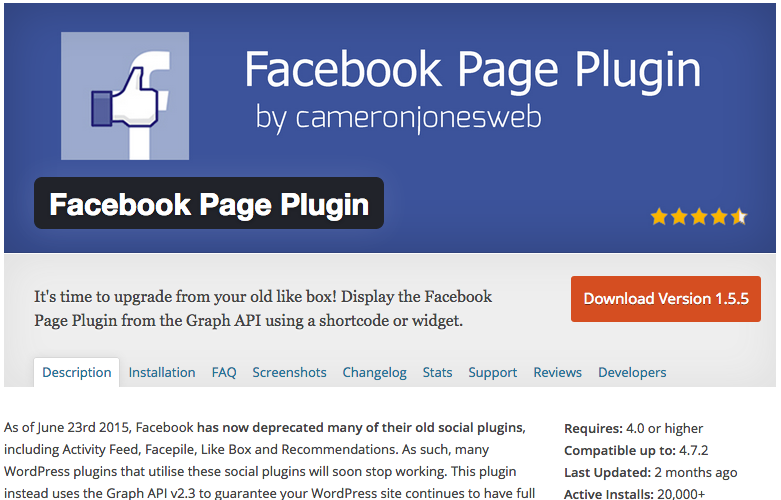 Facebook Page Plugin
by cameronjonesweb
Facebook Page Plugin
It's time to upgrade from your old like box! Display the Facebook
Page Plugin from the Graph API using a shortcode or widget.
Download Version 1.5.5
Description Installation FAQ Screenshots Changelog Stats Support Reviews Developers
As of June 23rd 2015, Facebook has now deprecated many of their old social plugins,
including Activity Feed, Facepile, Like Box and Recommendations. As such, many
WordPress plugins that utilise these social plugins will soon stop working. This plugin
instead uses the Graph API v2.3 to guarantee your WordPress site continues to have full
Requires: 4.0 or higher
Compatible up to: 4.7.2
Last Updated: 2 months ago
Active Installs: 20,000+